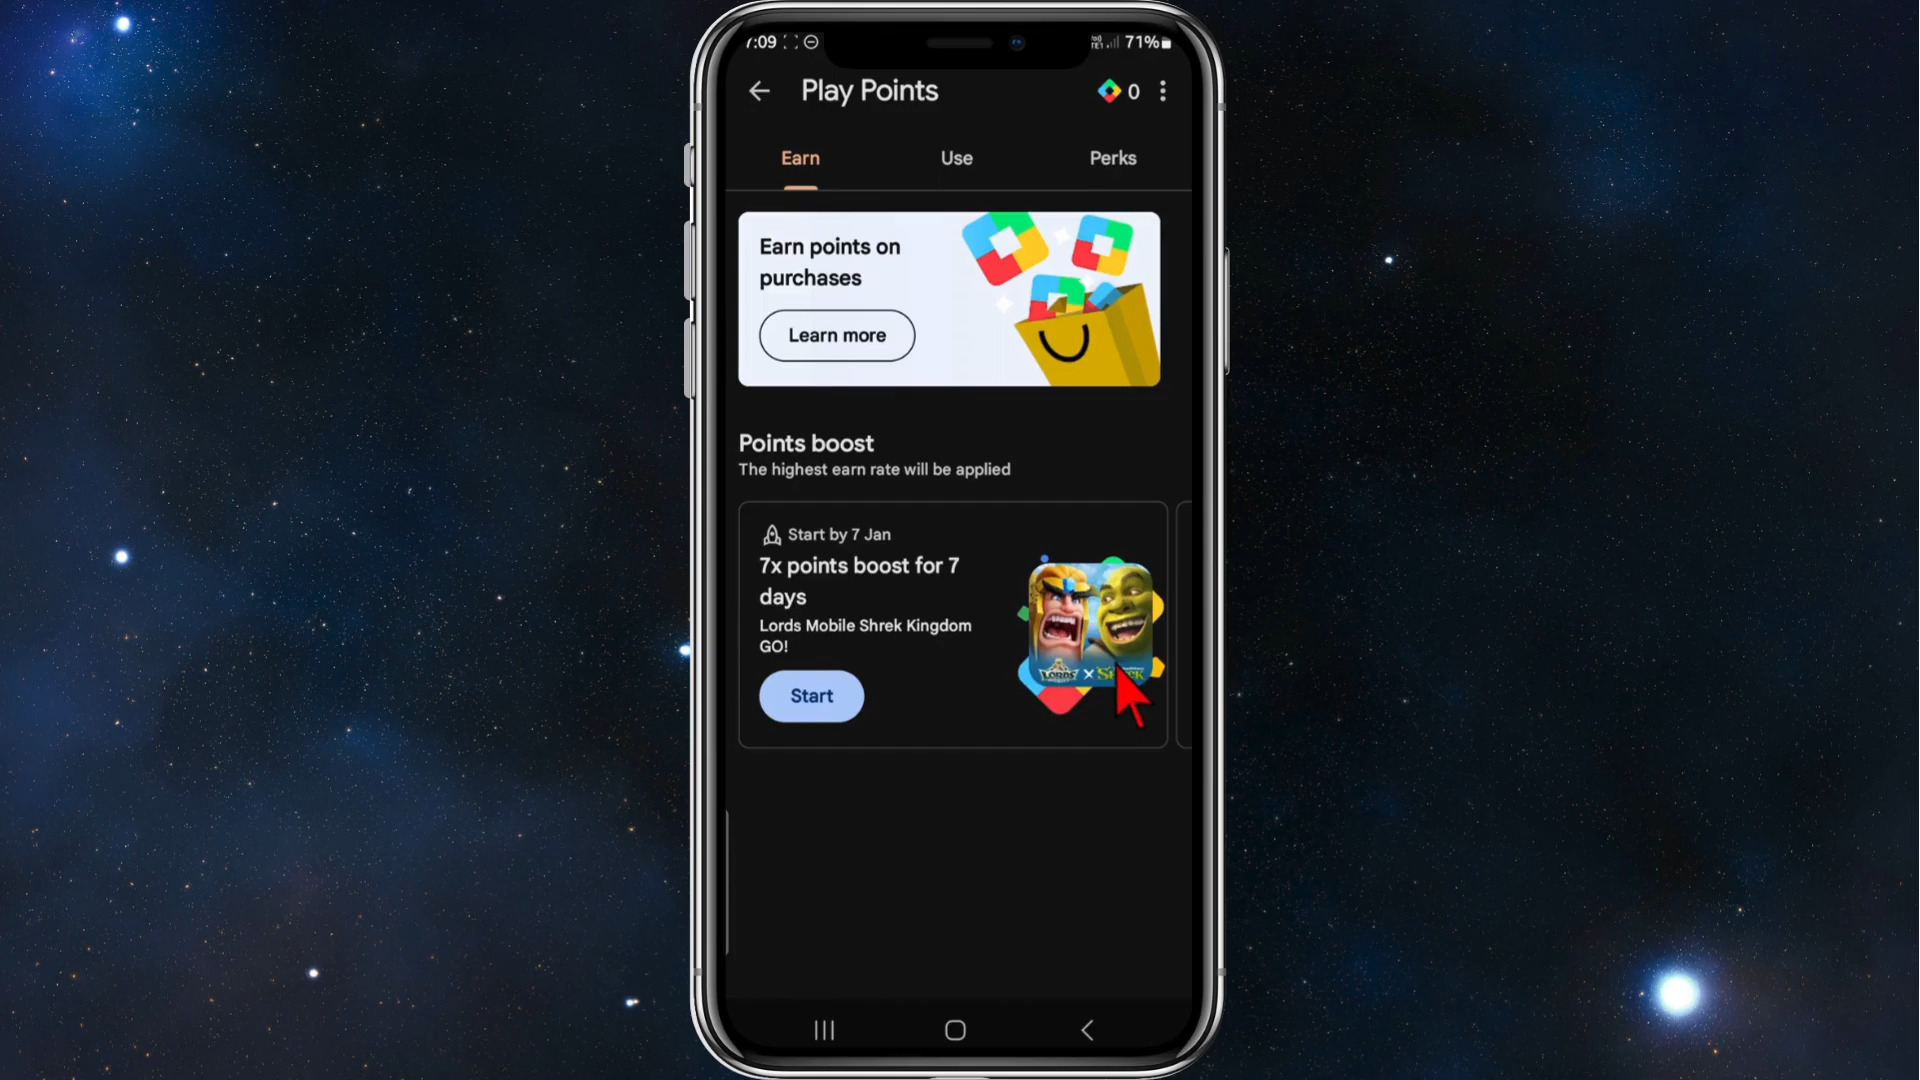 7:09 71%
Play Points 0
Earn Use Perks
Earn points on
purchases
Learn more
Points boost
The highest earn rate will be applied
Start by 7 Jan
7x points boost for 7
days
Lords Mobile Shrek Kingdom
GO!
Start
LORDS X